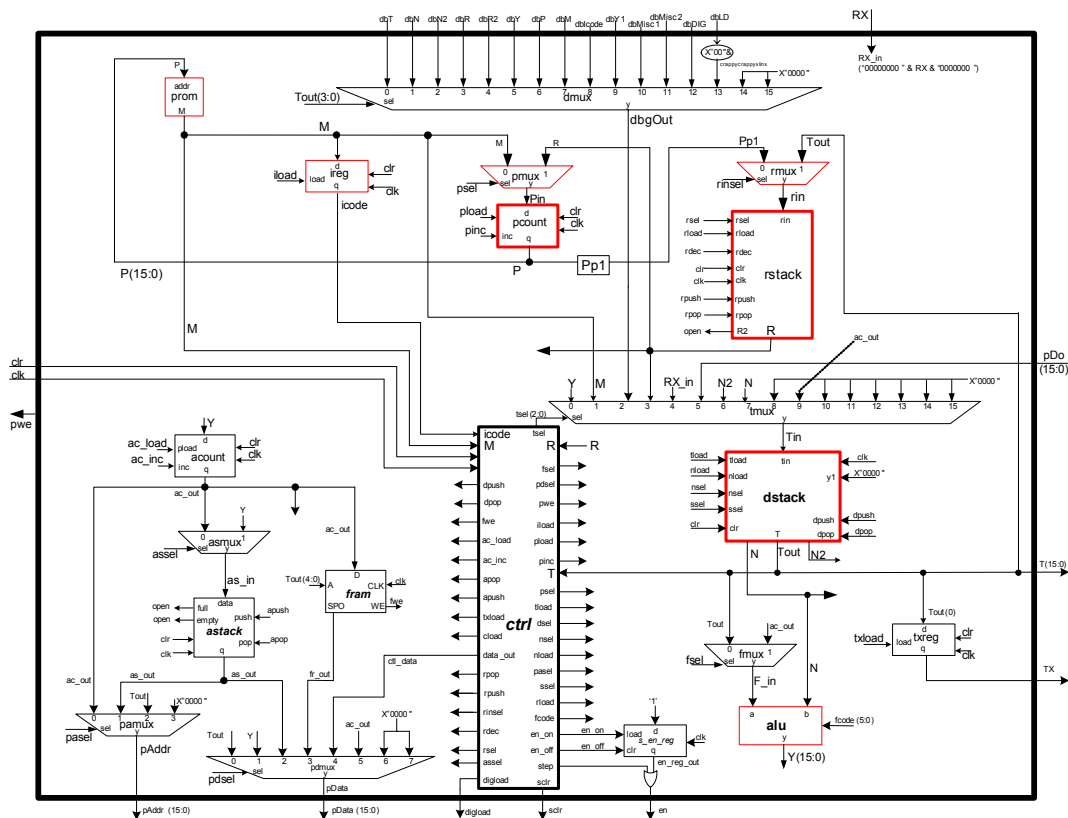 dbT dbN dbN2 dbR dbR2 dbY dbP dbM dbIcode dbY1 dbMisc1 dbMisc2 dbDIG dbLD
RX
X"00"&
crappycrappyxlinx
RX_in
("00000000 " & RX & "0000000 ")
X"0000 "
P
addr
prom
M
Tout(3:0)
0 1 2 3 4 5 6 7 8 9 10 11 12 13 14 15
sel
dmux
y
dbgOut
M
M
R
Pp1
Tout
d
iload
load
ireg
q
clr
clk
icode
0 1
psel
sel
pmux
y
Pin
0 1
rinsel
sel
rmux
y
rin
pload
pinc
d
pcount
inc
q
clr
clk
P(15:0)
P
Pp1
rsel
rload
rdec
clr
clk
rpush
rpop
open
rin
rsel
rload
rdec
clr
clk
rpush
rpop
R2
R
rstack
M
ac_out
pDo
(15:0)
clr
clk
pwe
Y
M
RX_in
N2
N
X"0000 "
0 1 2 3 4 5 6 7 8 9 10 11 12 13 14 15
tsel(2:0)
sel
tmux
y
Tin
Y
ac_load
ac_inc
pload
d
acount
inc
q
clr
clk
ac_out
icode
tsel
M
R
R
dpush
dpop
fwe
ac_load
ac_inc
apop
apush
txload
cload
data_out
rpop
rpush
rinsel
rdec
rsel
assel
digload
fsel
pdsel
pwe
iload
pload
pinc
T
psel
tload
dsel
nsel
nload
pasel
ssel
rload
fcode
en_on
en_off
step
sclr
ctrl
tload
nload
nsel
ssel
clr
tload
nload
nsel
ssel
clr
tin
dstack
y1
dpush
dpop
T
clk
X"0000 "
dpush
dpop
N
Tout
N2
T(15:0)
Y
0 1
assel
sel
asmux
y
as_in
ac_out
Tout(4:0)
D
A
CLK
fram
SPO
WE
clk
fwe
open
open
clr
clk
full
empty
data
push
pop
astack
q
apush
apop
ac_out
as_out
as_out
Tout
X"0000 "
fr_out
ctl_data
0 1 2 3
pasel
sel
pamux
y
pAddr
Tout
Y
ac_out
X"0000 "
0 1 2 3 4 5 6 7
pdsel
sel
pdmux
y
pData
Tout
ac_out
0 1
fsel
sel
fmux
y
F_in
N
a
b
alu
y
fcode (5:0)
Y(15:0)
Tout(0)
d
txload
load
txreg
q
clr
clk
TX
'1'
en_on
en_off
load
d
s_en_reg
clr
q
clk
en_reg_out
pAddr (15:0)
pData (15:0)
digload
sclr
en